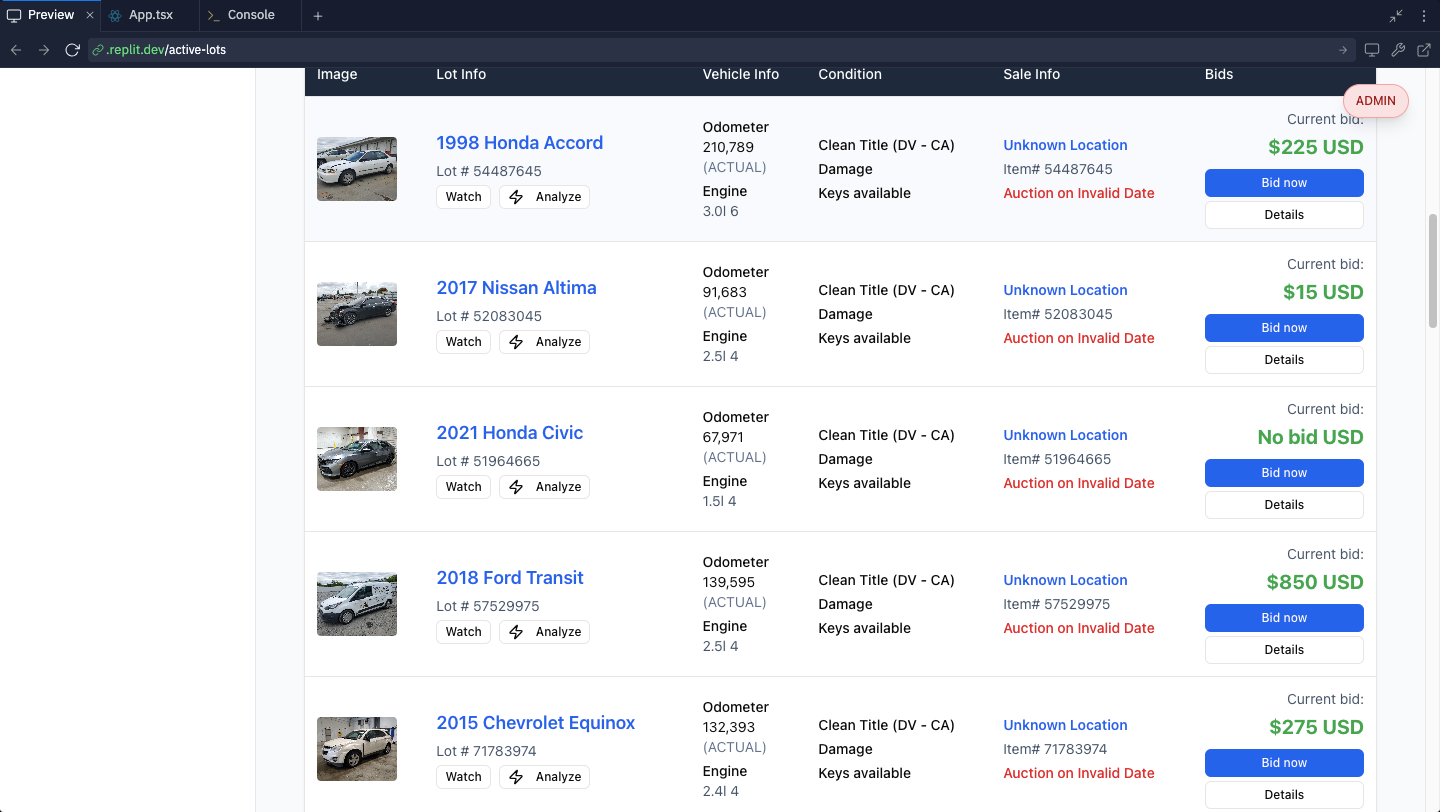 Preview
App.tsx
Console
.replit.dev/active-lots
Image Lot Info Vehicle Info Condition Sale Info Bids
ADMIN
1998 Honda Accord
Lot # 54487645
Watch Analyze
Odometer
210,789
(ACTUAL)
Engine
3.0l 6
Clean Title (DV - CA)
Damage
Keys available
Unknown Location
Item# 54487645
Auction on Invalid Date
Current bid:
$225 USD
Bid now
Details
2017 Nissan Altima
Lot # 52083045
Watch Analyze
Odometer
91,683
(ACTUAL)
Engine
2.5l 4
Clean Title (DV - CA)
Damage
Keys available
Unknown Location
Item# 52083045
Auction on Invalid Date
Current bid:
$15 USD
Bid now
Details
2021 Honda Civic
Lot # 51964665
Watch Analyze
Odometer
67,971
(ACTUAL)
Engine
1.5l 4
Clean Title (DV - CA)
Damage
Keys available
Unknown Location
Item# 51964665
Auction on Invalid Date
Current bid:
No bid USD
Bid now
Details
2018 Ford Transit
Lot # 57529975
Watch Analyze
Odometer
139,595
(ACTUAL)
Engine
2.5l 4
Clean Title (DV - CA)
Damage
Keys available
Unknown Location
Item# 57529975
Auction on Invalid Date
Current bid:
$850 USD
Bid now
Details
2015 Chevrolet Equinox
Lot # 71783974
Watch Analyze
Odometer
132,393
(ACTUAL)
Engine
2.4l 4
Clean Title (DV - CA)
Damage
Keys available
Unknown Location
Item# 71783974
Auction on Invalid Date
Current bid:
$275 USD
Bid now
Details